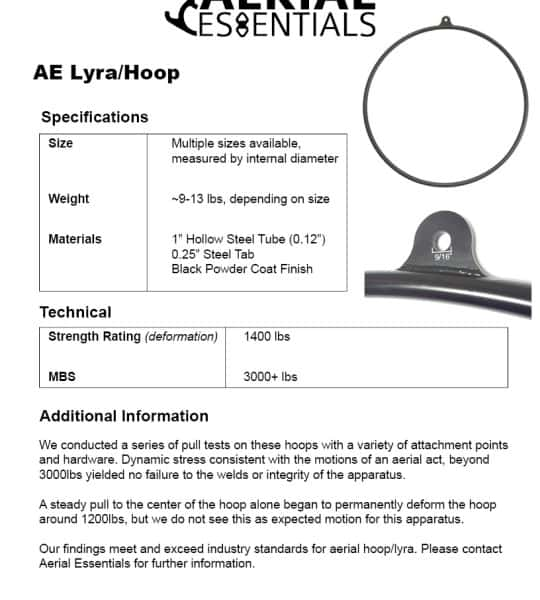 AERIAL
ESSENTIALS
AE Lyra/Hoop
Specifications
Size
Multiple sizes available,
measured by internal diameter
Weight
~9-13 lbs, depending on size
Materials
1" Hollow Steel Tube (0.12")
0.25" Steel Tab
Black Powder Coat Finish
9/16"
Technical
Strength Rating (deformation)
1400 lbs
MBS
3000+ lbs
Additional Information
We conducted a series of pull tests on these hoops with a variety of attachment points
and hardware. Dynamic stress consistent with the motions of an aerial act, beyond
3000lbs yielded no failure to the welds or integrity of the apparatus.
A steady pull to the center of the hoop alone began to permanently deform the hoop
around 1200lbs, but we do not see this as expected motion for this apparatus.
Our findings meet and exceed industry standards for aerial hoop/lyra. Please contact
Aerial Essentials for further information.